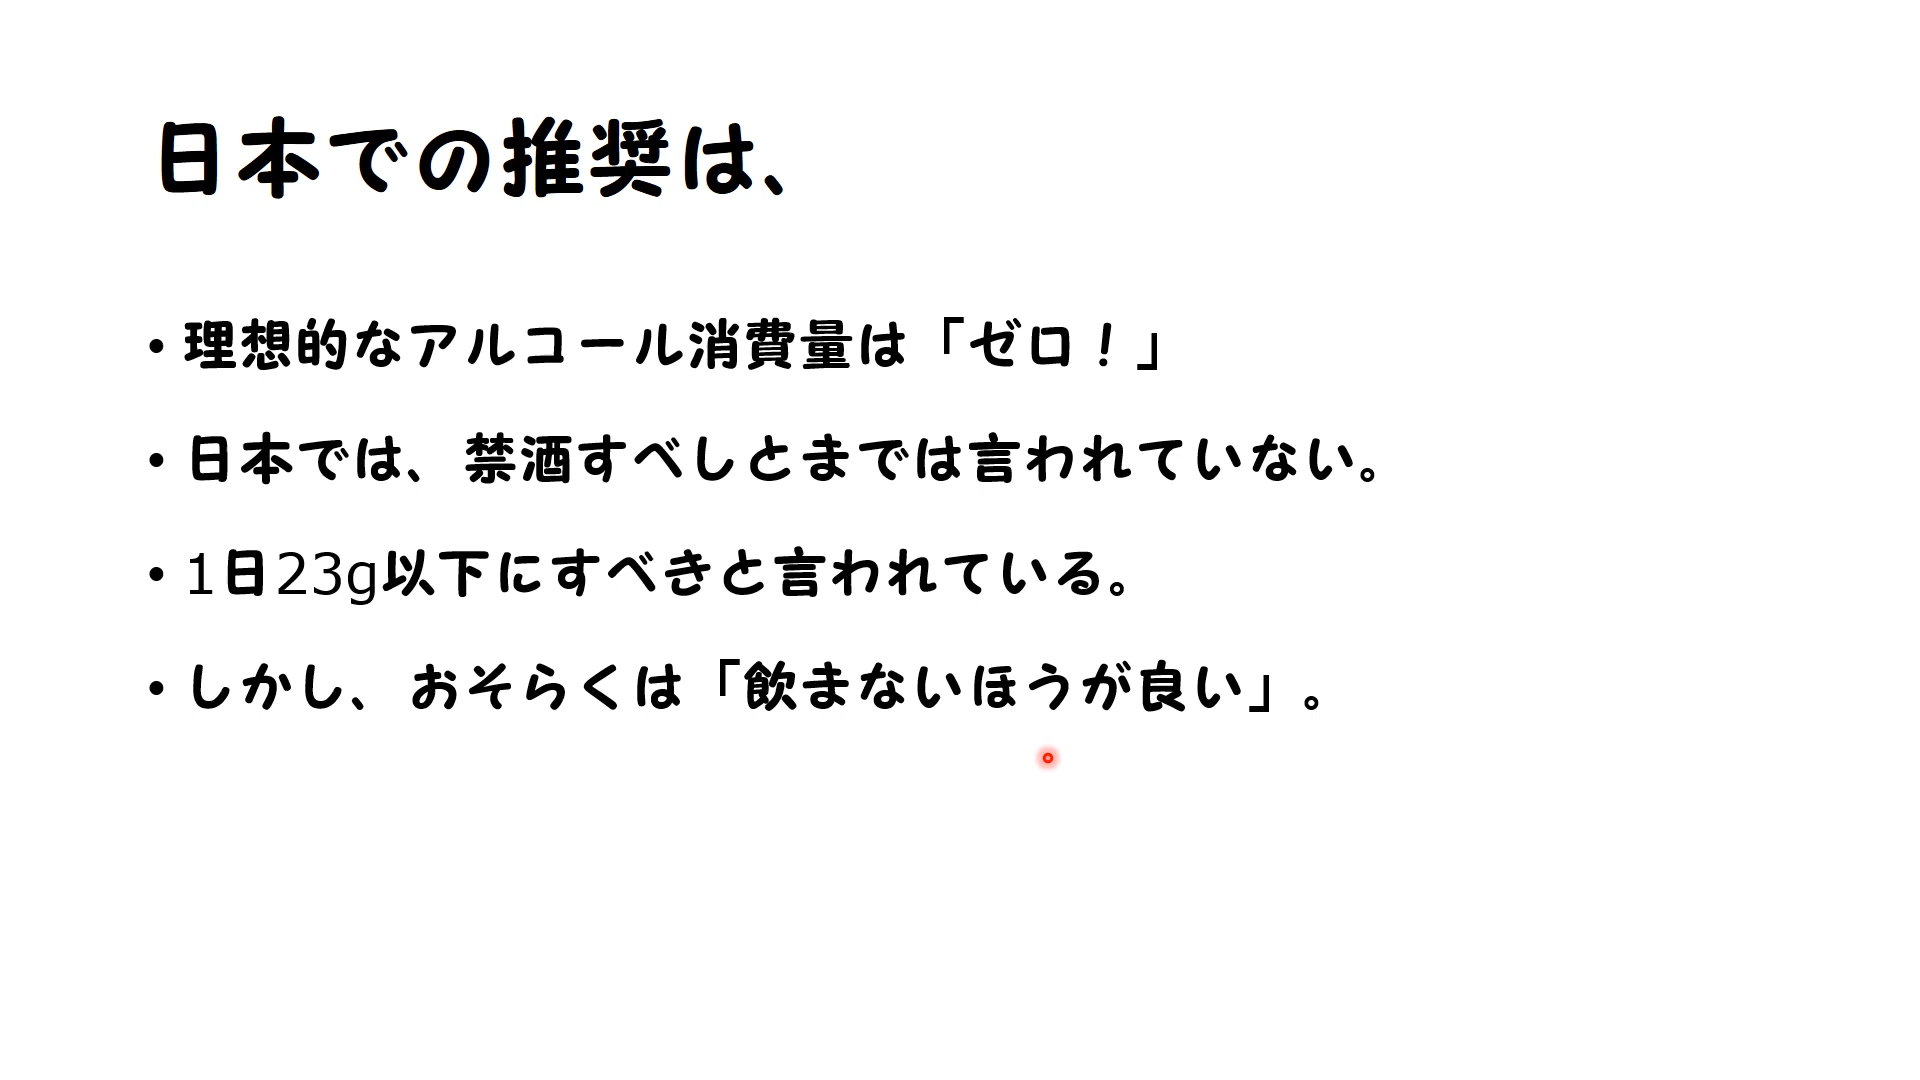 日本での推奨は、
• 理想的なアルコール消費量は「ゼロ！」
• 日本では、禁酒すべしとまでは言われていない。
• 1日23g以下にすべきと言われている。
• しかし、おそらくは「飲まないほうが良い」。